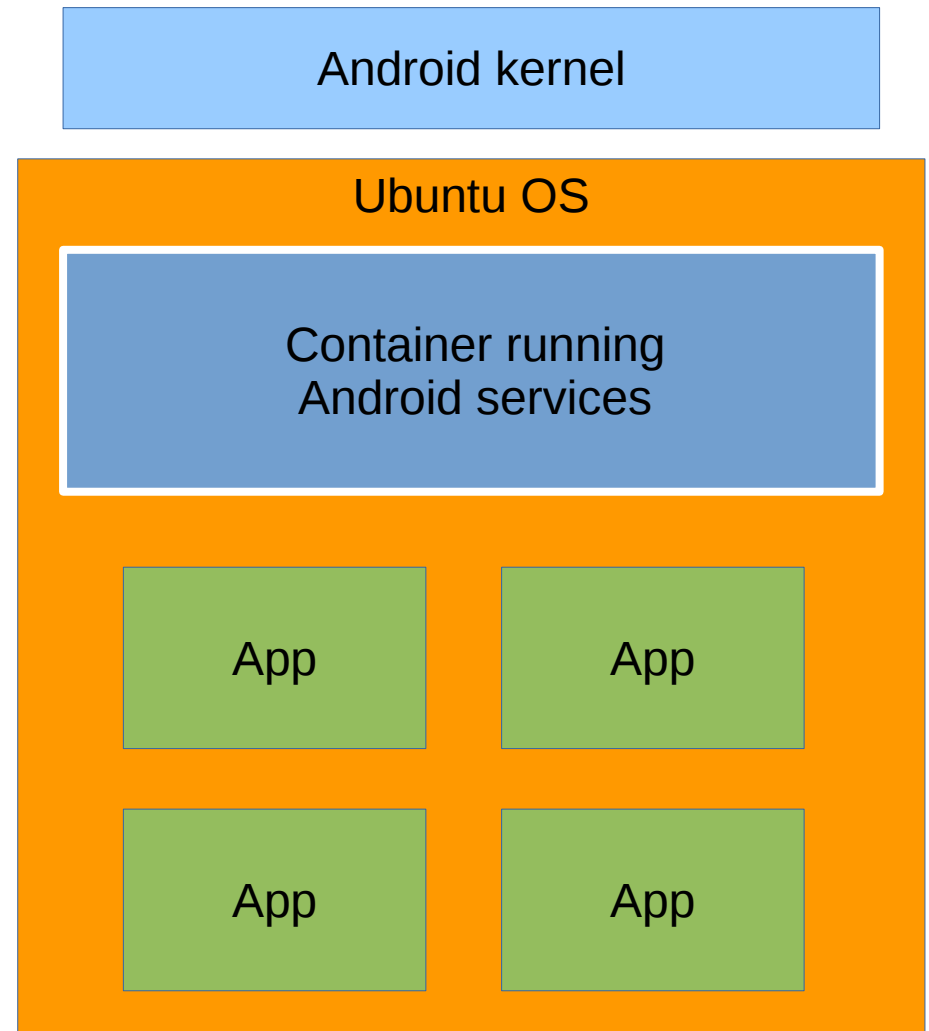 Android kernel
Ubuntu OS
Container running
Android services
App
App
App
App